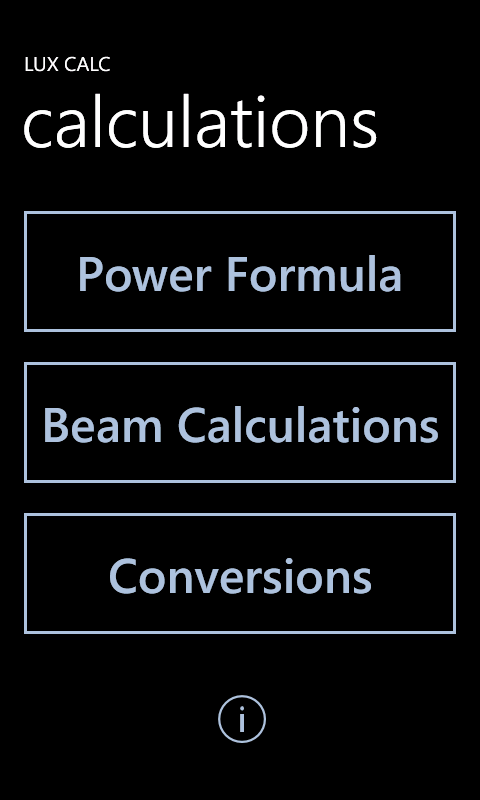 LUX CALC
calculations
Power Formula
Beam Calculations
Conversions
i